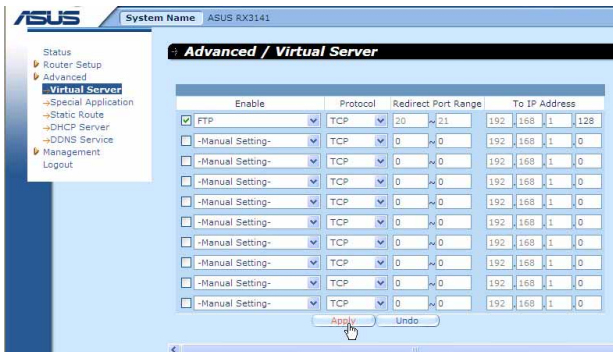 ASUS
System Name ASUS RX3141
Status
Router Setup
Advanced
→Virtual Server
→Special Application
→Static Route
→DHCP Server
→DDNS Service
Management
Logout
Advanced / Virtual Server
Enable Protocol Redirect Port Range To IP Address
FTP TCP 20 ~ 21 192 . 168 . 1 . 128
-Manual Setting- TCP 0 ~ 0 192 . 168 . 1 . 0
-Manual Setting- TCP 0 ~ 0 192 . 168 . 1 . 0
-Manual Setting- TCP 0 ~ 0 192 . 168 . 1 . 0
-Manual Setting- TCP 0 ~ 0 192 . 168 . 1 . 0
-Manual Setting- TCP 0 ~ 0 192 . 168 . 1 . 0
-Manual Setting- TCP 0 ~ 0 192 . 168 . 1 . 0
-Manual Setting- TCP 0 ~ 0 192 . 168 . 1 . 0
-Manual Setting- TCP 0 ~ 0 192 . 168 . 1 . 0
-Manual Setting- TCP 0 ~ 0 192 . 168 . 1 . 0
Apply Undo